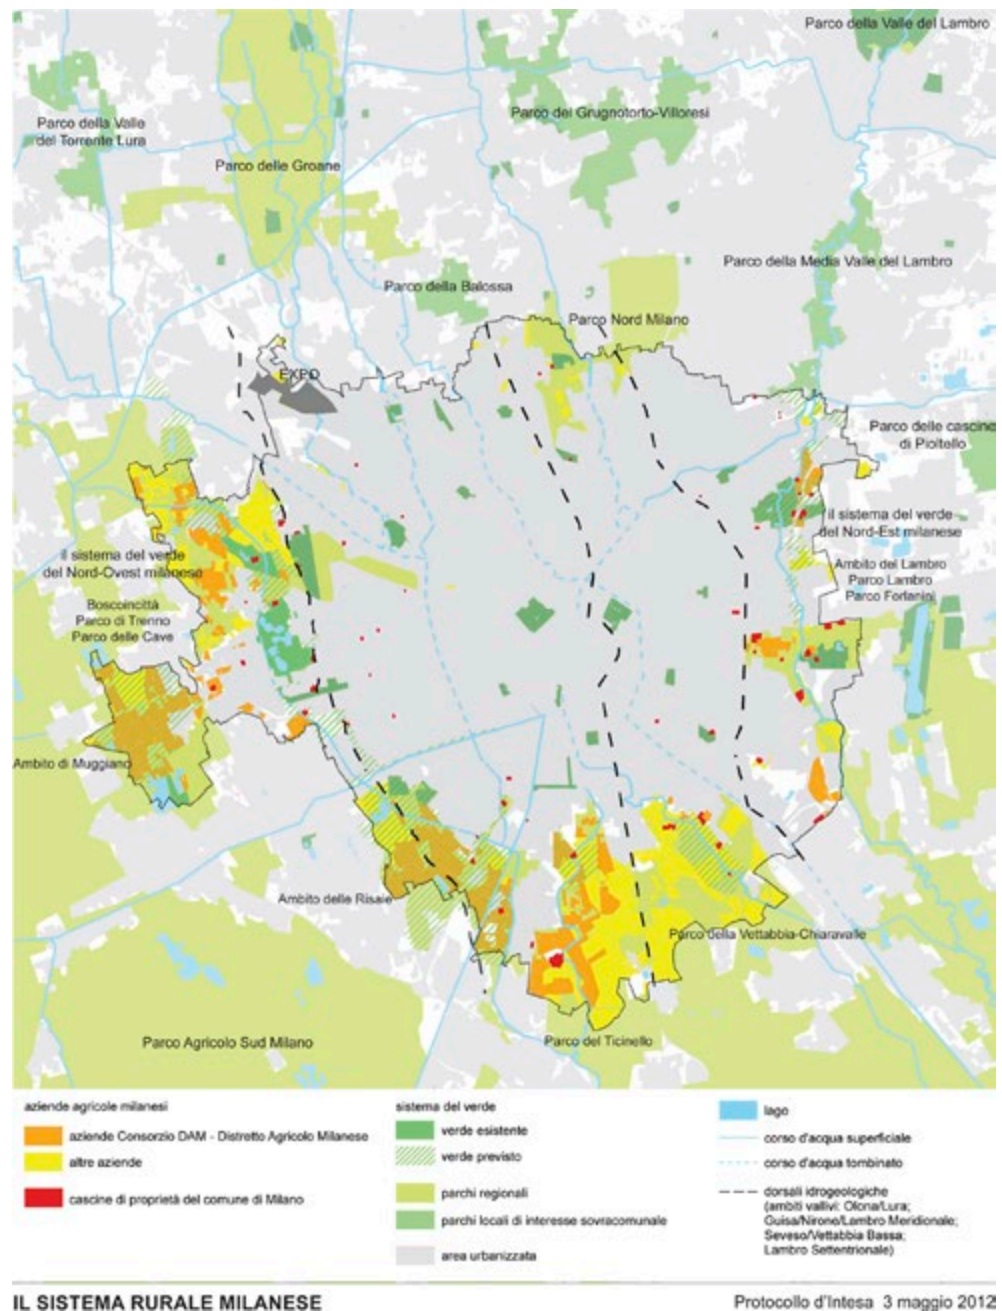 Parco della Valle del Lambro
Parco del Grugnotorto-Villoresi
Parco della Valle
del Torrente Lura
Parco delle Groane
Parco della Media Valle del Lambro
Parco della Balossa
Parco Nord Milano
EXPO
Parco delle cascine
di Pioltello
il sistema del verde
del Nord-Est milanese
il sistema del verde
del Nord-Ovest milanese
Ambito del Lambro
Parco Lambro
Parco Forlanini
Boscoincittà
Parco di Trenno
Parco delle Cave
Ambito di Muggiano
Ambito delle Risaie
Parco della Vettabbia-Chiaravalle
Parco Agricolo Sud Milano
Parco del Ticinello
aziende agricole milanesi
aziende Consorzio DAM - Distretto Agricolo Milanese
altre aziende
cascine di proprietà del comune di Milano
sistema del verde
verde esistente
verde previsto
parchi regionali
parchi locali di interesse sovracomunale
area urbanizzata
lago
corso d'acqua superficiale
corso d'acqua tombinato
dorsali idrogeologiche
(ambiti vallivi: Olona/Lura;
Guisa/Nirone/Lambro Meridionale;
Seveso/Vettabbia Bassa;
Lambro Settentrionale)
IL SISTEMA RURALE MILANESE
Protocollo d'Intesa 3 maggio 2012